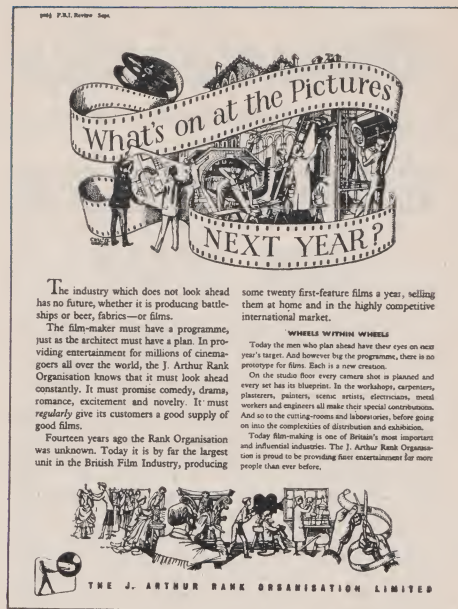 F.B.I. Review Sept.
What's on at the Pictures
NEXT YEAR?
The industry which does not look ahead
has no future, whether it is producing battle-
ships or beer, fabrics—or films.
The film-maker must have a programme,
just as the architect must have a plan. In pro-
viding entertainment for millions of cinema-
goers all over the world, the J. Arthur Rank
Organisation knows that it must look ahead
constantly. It must promise comedy, drama,
romance, excitement and novelty. It must
regularly give its customers a good supply of
good films.
Fourteen years ago the Rank Organisation
was unknown. Today it is by far the largest
unit in the British Film Industry, producing
some twenty first-feature films a year, selling
them at home and in the highly competitive
international market.
WHEELS WITHIN WHEELS
Today the men who plan ahead have their eyes on next
year's target. And however big the programme, there is no
prototype for films. Each is a new creation.
On the studio floor every camera shot is planned and
every set has its blueprint. In the workshops, carpenters,
plasterers, painters, scenic artists, electricians, metal
workers and engineers all make their special contributions.
And so to the cutting-rooms and laboratories, before going
on into the complexities of distribution and exhibition.
Today film-making is one of Britain's most important
and influential industries. The J. Arthur Rank Organisa-
tion is proud to be providing finer entertainment for more
people than ever before.
THE J. ARTHUR RANK ORGANISATION LIMITED